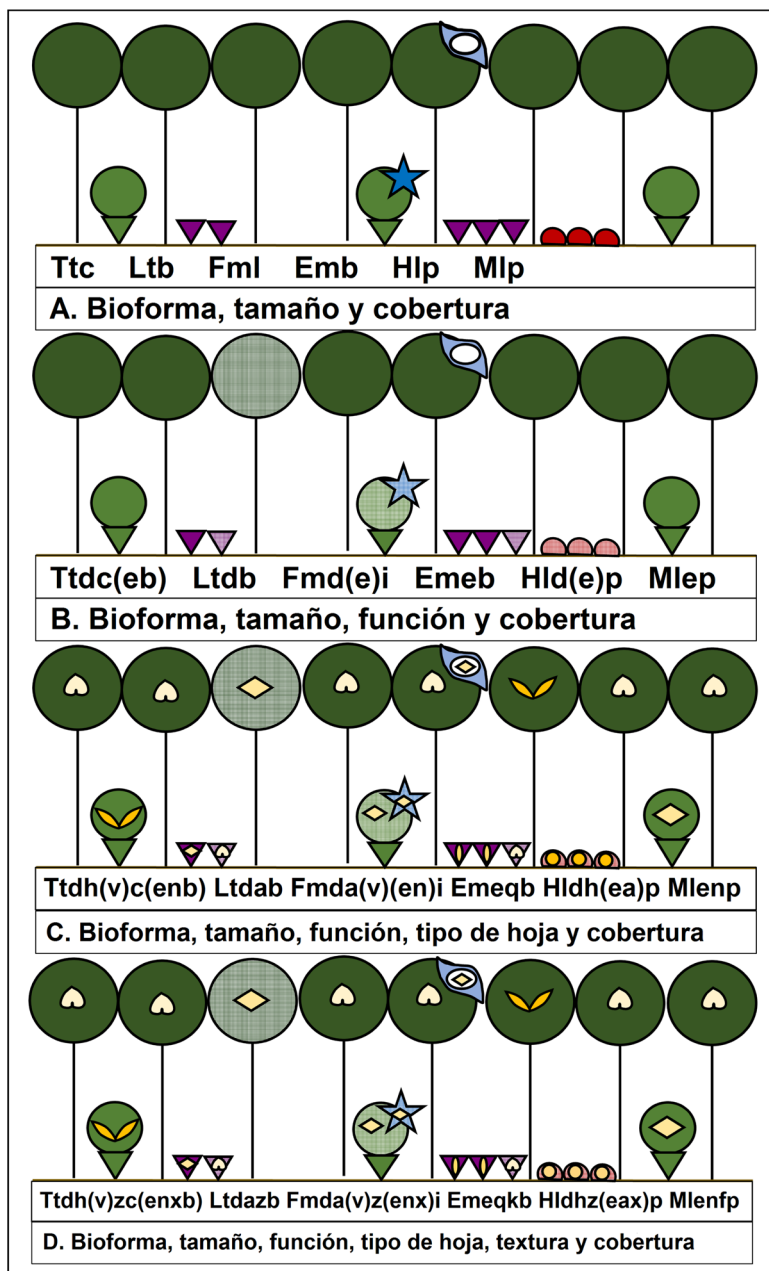 Ttc Ltb Fml Emb Hlp Mlp
A. Bioforma, tamaño y cobertura
Ttdc(eb) Ltdb Fmd(e)i Emeb Hld(e)p Mlep
B. Bioforma, tamaño, función y cobertura
Ttdh(v)c(enb) Ltdab Fmda(v)(en)i Emeqb Hldh(ea)p Mlenp
C. Bioforma, tamaño, función, tipo de hoja y cobertura
Ttdh(v)zc(enxb) Ltdazb Fmda(v)z(enx)i Emeqkb Hldhz(eax)p Mlenfp
D. Bioforma, tamaño, función, tipo de hoja, textura y cobertura